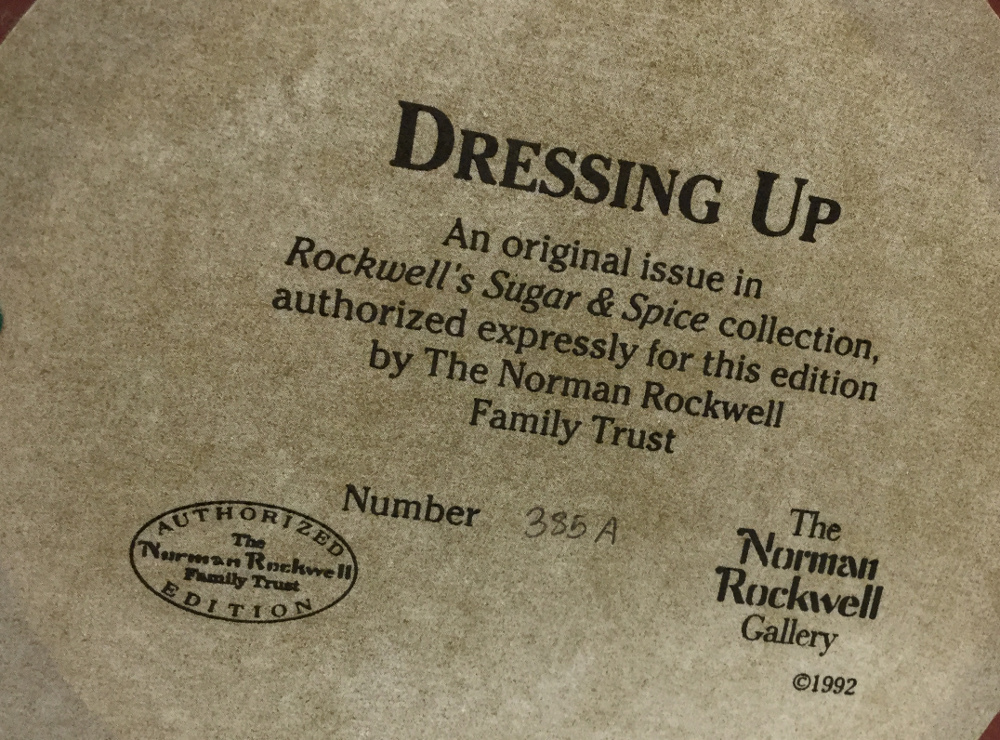 DRESSING UP
An original issue in
Rockwell's Sugar & Spice collection,
authorized expressly for this edition
by The Norman Rockwell
Family Trust
Number 385 A
AUTHORIZED
The
Norman Rockwell
Family Trust
EDITION
The
Norman
Rockwell
Gallery
©1992